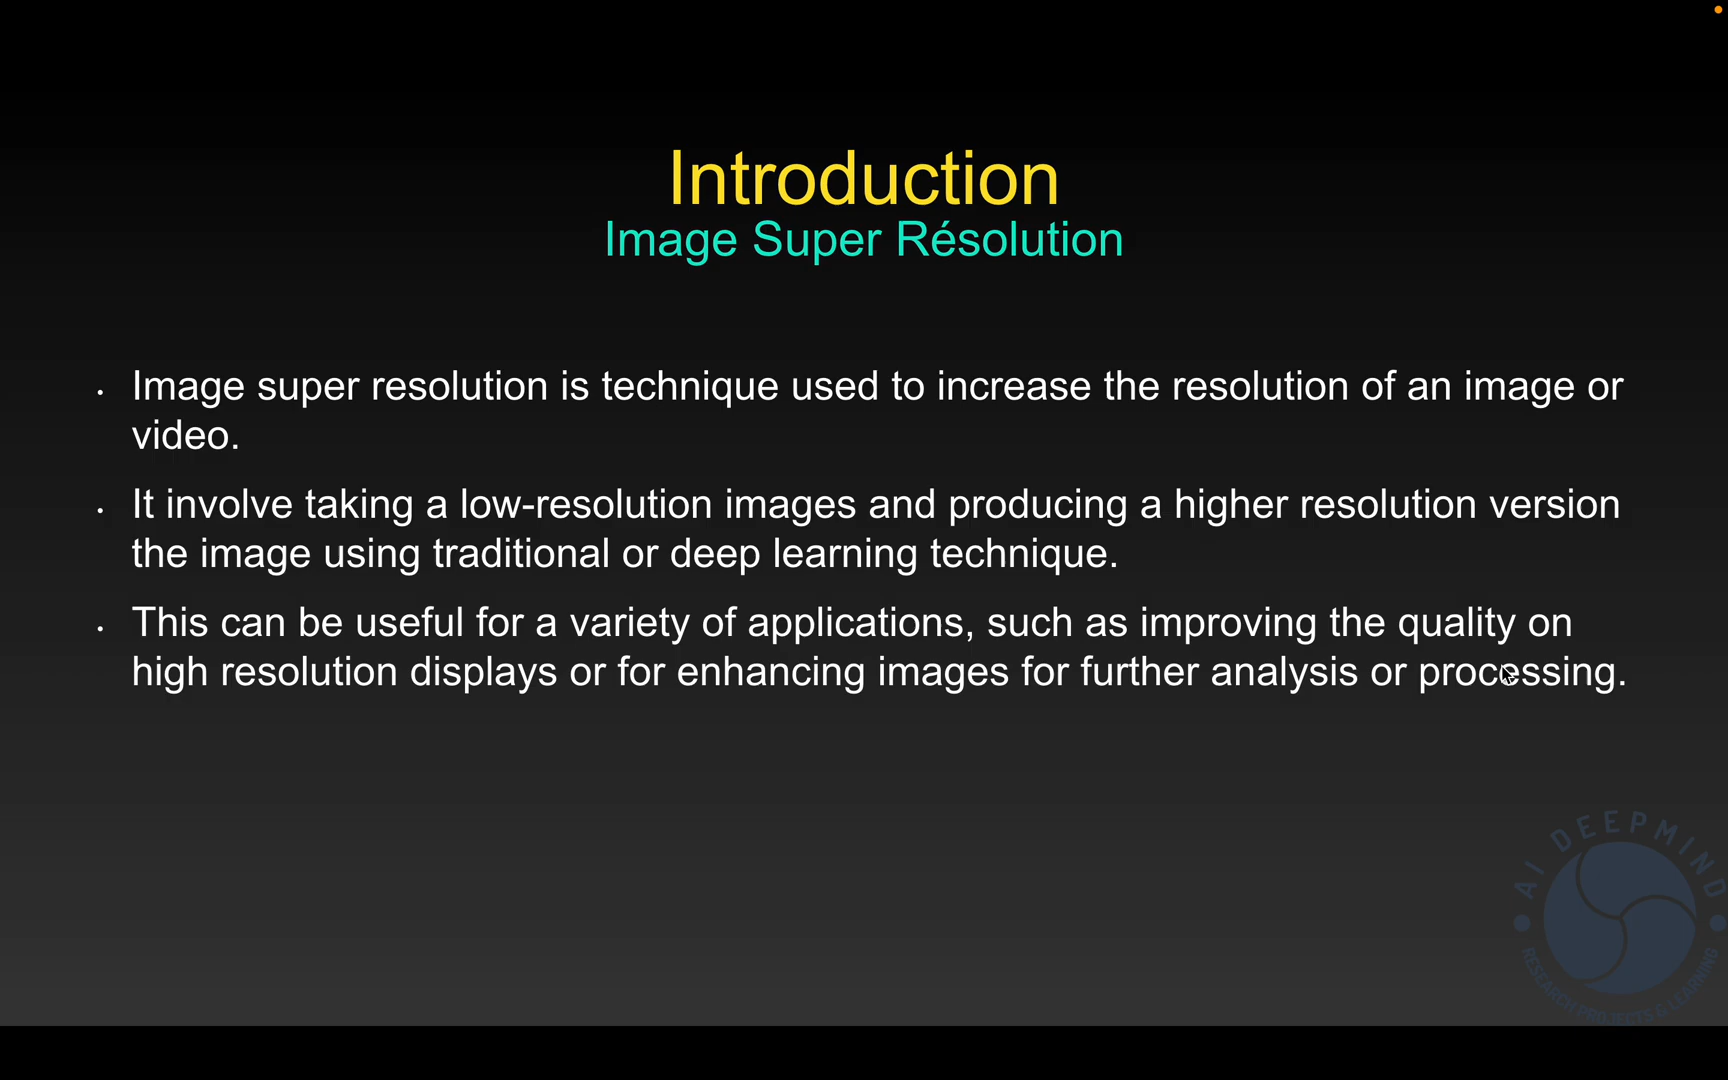 Introduction
Image Super Résolution
• Image super resolution is technique used to increase the resolution of an image or
video.
• It involve taking a low-resolution images and producing a higher resolution version
the image using traditional or deep learning technique.
• This can be useful for a variety of applications, such as improving the quality on
high resolution displays or for enhancing images for further analysis or processing.
AI DEEPMIND
RESEARCH PROJECTS & LEARNING